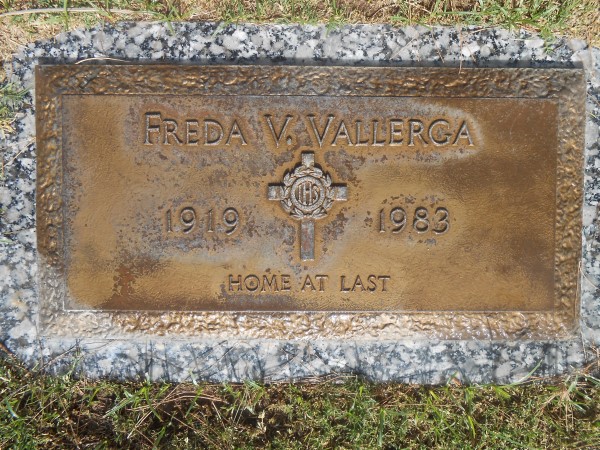 FREDA V. VALLERGA
IHS
1919 1983
HOME AT LAST